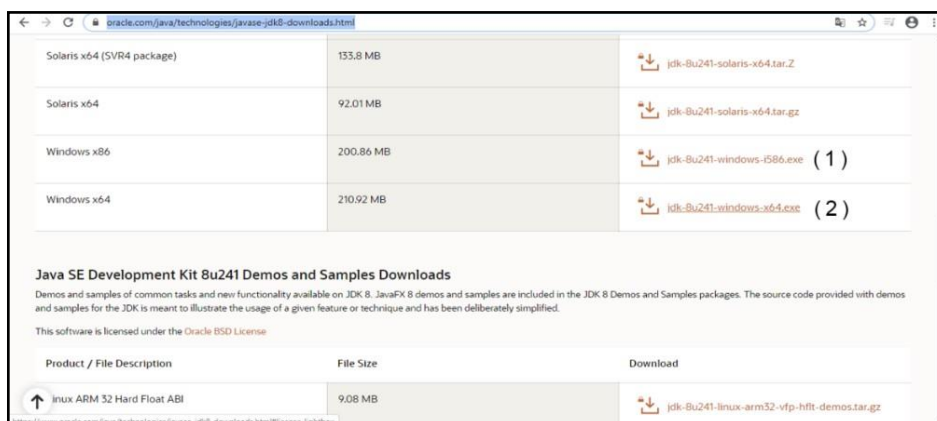 oracle.com/java/technologies/javase-jdk8-downloads.html
Solaris x64 (SVR4 package) 133.8 MB jdk-8u241-solaris-x64.tar.Z
Solaris x64 92.01 MB jdk-8u241-solaris-x64.tar.gz
Windows x86 200.86 MB jdk-8u241-windows-i586.exe (1)
Windows x64 210.92 MB jdk-8u241-windows-x64.exe (2)
Java SE Development Kit 8u241 Demos and Samples Downloads
Demos and samples of common tasks and new functionality available on JDK 8. JavaFX 8 demos and samples are included in the JDK 8 Demos and Samples packages. The source code provided with demos
and samples for the JDK is meant to illustrate the usage of a given feature or technique and has been deliberately simplified.
This software is licensed under the Oracle BSD License
Product / File Description File Size Download
inux ARM 32 Hard Float ABI 9.08 MB jdk-8u241-linux-arm32-vfp-hflt-demos.tar.gz